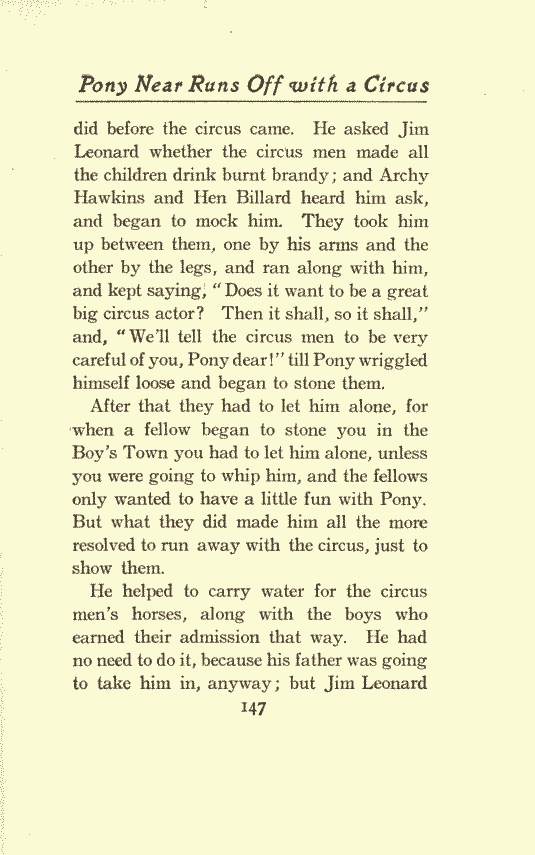 Pony Near Runs Off with a Circus
did before the circus came. He asked Jim
Leonard whether the circus men made all
the children drink burnt brandy; and Archy
Hawkins and Hen Billard heard him ask,
and began to mock him. They took him
up between them, one by his arms and the
other by the legs, and ran along with him,
and kept saying, "Does it want to be a great
big circus actor? Then it shall, so it shall,"
and, "We'll tell the circus men to be very
careful of you, Pony dear!" till Pony wriggled
himself loose and began to stone them.
After that they had to let him alone, for
when a fellow began to stone you in the
Boy's Town you had to let him alone, unless
you were going to whip him, and the fellows
only wanted to have a little fun with Pony.
But what they did made him all the more
resolved to run away with the circus, just to
show them.
He helped to carry water for the circus
men's horses, along with the boys who
earned their admission that way. He had
no need to do it, because his father was going
to take him in, anyway; but Jim Leonard
147